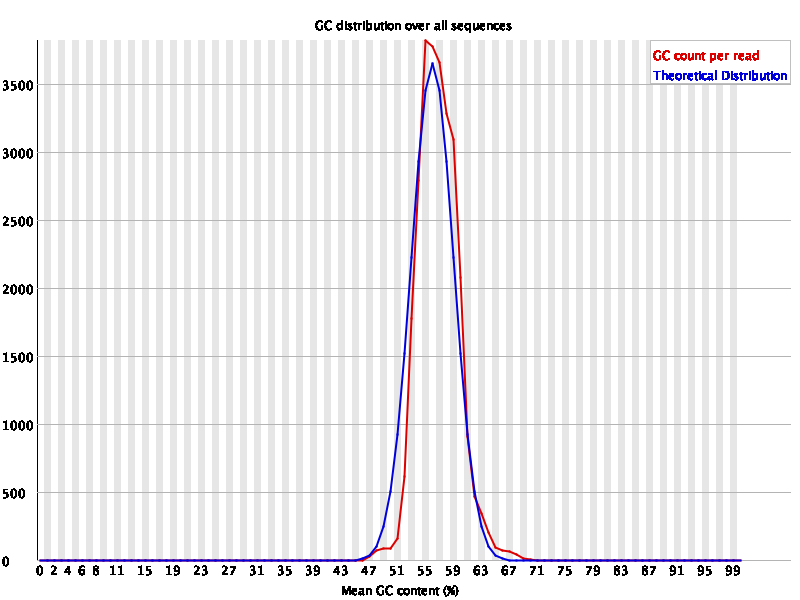 GC distribution over all sequences
GC count per read
Theoretical Distribution
3500
3000
2500
2000
1500
1000
500
0
0 2 4 6 8 11 15 19 23 27 31 35 39 43 47 51 55 59 63 67 71 75 79 83 87 91 95 99
Mean GC content (%)